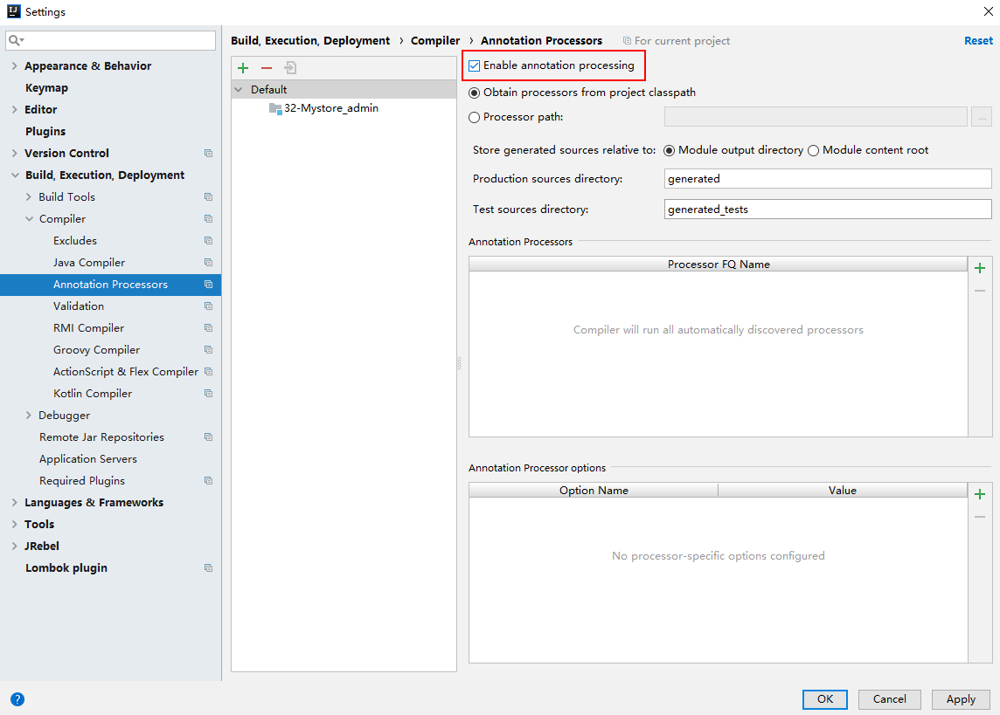 IJ Settings
Appearance & Behavior
Keymap
Editor
Plugins
Version Control
Build, Execution, Deployment
Build Tools
Compiler
Excludes
Java Compiler
Annotation Processors
Validation
RMI Compiler
Groovy Compiler
ActionScript & Flex Compiler
Kotlin Compiler
Debugger
Remote Jar Repositories
Application Servers
Required Plugins
Languages & Frameworks
Tools
JRebel
Lombok plugin
Build, Execution, Deployment › Compiler › Annotation Processors For current project Reset
Default
32-Mystore_admin
Enable annotation processing
Obtain processors from project classpath
Processor path: ...
Store generated sources relative to: Module output directory Module content root
Production sources directory: generated
Test sources directory: generated_tests
Annotation Processors
Processor FQ Name
Compiler will run all automatically discovered processors
Annotation Processor options
Option Name Value
No processor-specific options configured
? OK Cancel Apply